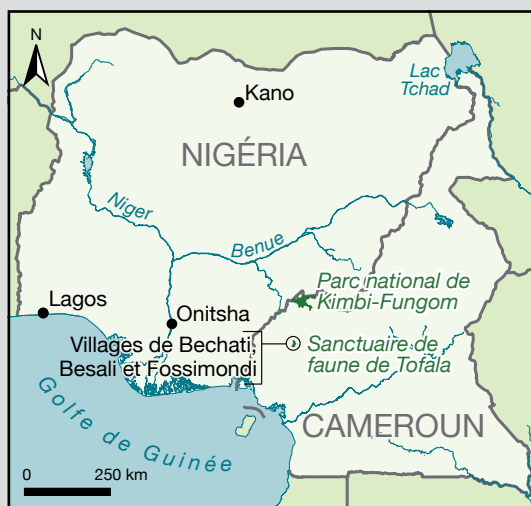 N
Lac
Tchad
Kano
NIGÉRIA
Niger
Benue
Parc national de
Kimbi-Fungom
Lagos
Onitsha
Villages de Bechati,
Besali et Fossimondi
Sanctuaire de
faune de Tofala
Golfe de Guinée
CAMEROUN
0 250 km